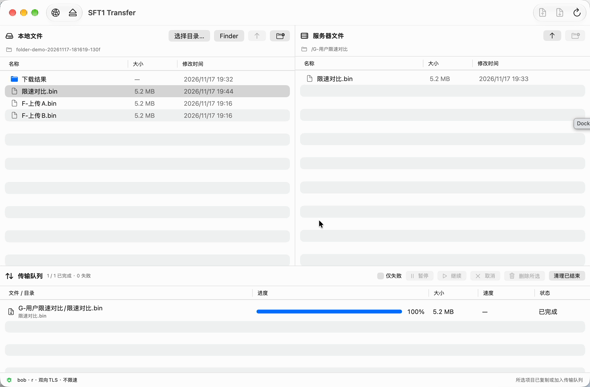 SFT1 Transfer
本地文件
选择目录...
Finder
folder-demo-20261117-161619-1301
名称 大小 修改时间
下载结果 — 2026/11/17 19:32
限速对比.bin 5.2 MB 2026/11/17 19:44
F-上传A.bin 5.2 MB 2026/11/17 19:16
F-上传B.bin 5.2 MB 2026/11/17 19:16
服务器文件
/G-用户限速对比
名称 大小 修改时间
限速对比.bin 5.2 MB 2026/11/17 19:33
Dock
传输队列 1 / 1 已完成 · 0 失败
仅失败 暂停 继续 取消 删除所选 清理已结束
文件 / 目录 进度 大小 速度 状态
G-用户限速对比/限速对比.bin 100% 5.2 MB — 已完成
限速对比.bin
bob · r · 双向TLS · 不限速
所选项目已复制或加入传输队列